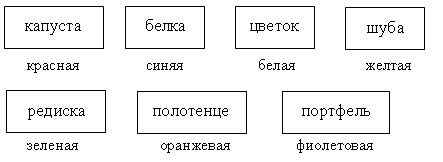 капуста белка цветок шуба
красная синяя белая желтая
редиска полотенце портфель
зеленая оранжевая фиолетовая